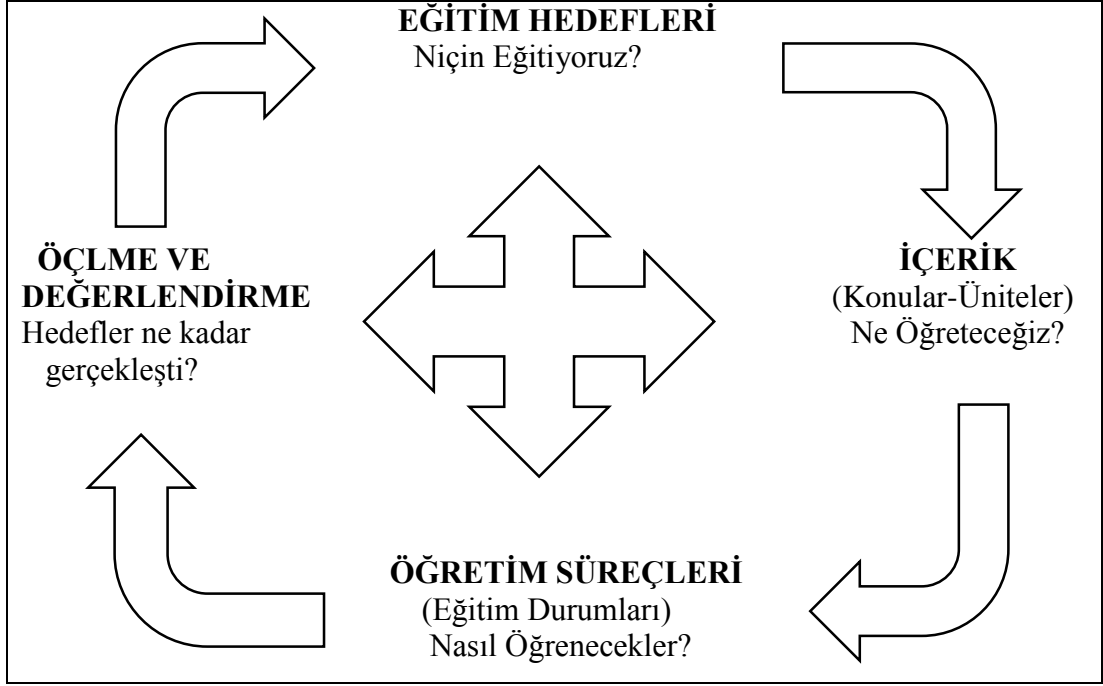 EĞİTİM HEDEFLERİ
Niçin Eğitiyoruz?
İÇERİK
(Konular-Üniteler)
Ne Öğreteceğiz?
ÖĞRETİM SÜREÇLERİ
(Eğitim Durumları)
Nasıl Öğrenecekler?
ÖÇLME VE
DEĞERLENDİRME
Hedefler ne kadar
gerçekleşti?